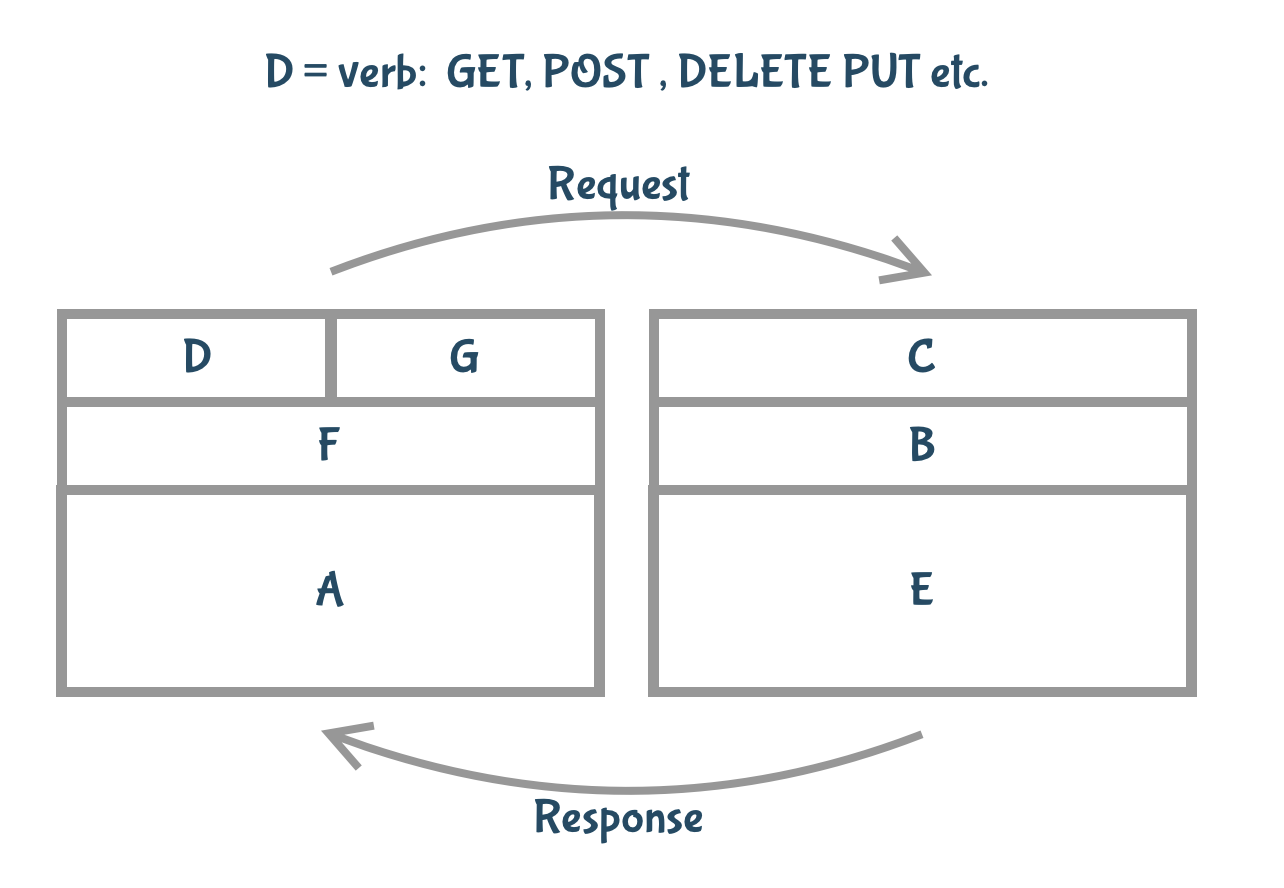 D = verb: GET, POST , DELETE PUT etc.
Request
D G C
F B
A E
Response